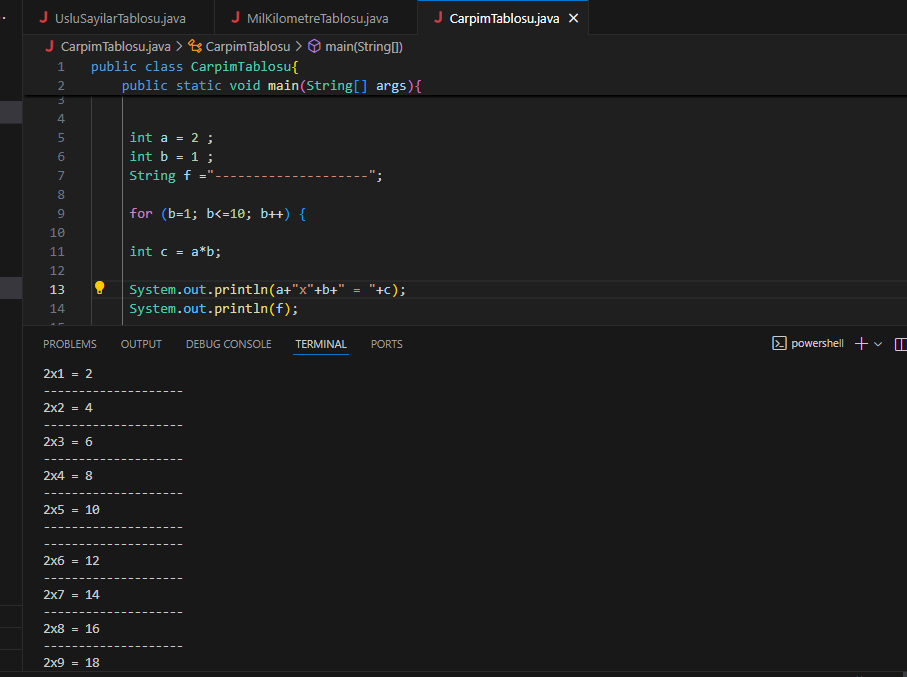 UsluSayilarTablosu.java MilKilometreTablosu.java CarpimTablosu.java
CarpimTablosu.java > CarpimTablosu > main(String[])
1 public class CarpimTablosu{
2 public static void main(String[] args){
3
4
5 int a = 2 ;
6 int b = 1 ;
7 String f ="--------------------";
8
9 for (b=1; b<=10; b++) {
10
11 int c = a*b;
12
13 System.out.println(a+"x"+b+" = "+c);
14 System.out.println(f);
15
PROBLEMS OUTPUT DEBUG CONSOLE TERMINAL PORTS powershell
2x1 = 2
--------------------
2x2 = 4
--------------------
2x3 = 6
--------------------
2x4 = 8
--------------------
2x5 = 10
--------------------
--------------------
2x6 = 12
--------------------
2x7 = 14
--------------------
2x8 = 16
--------------------
2x9 = 18